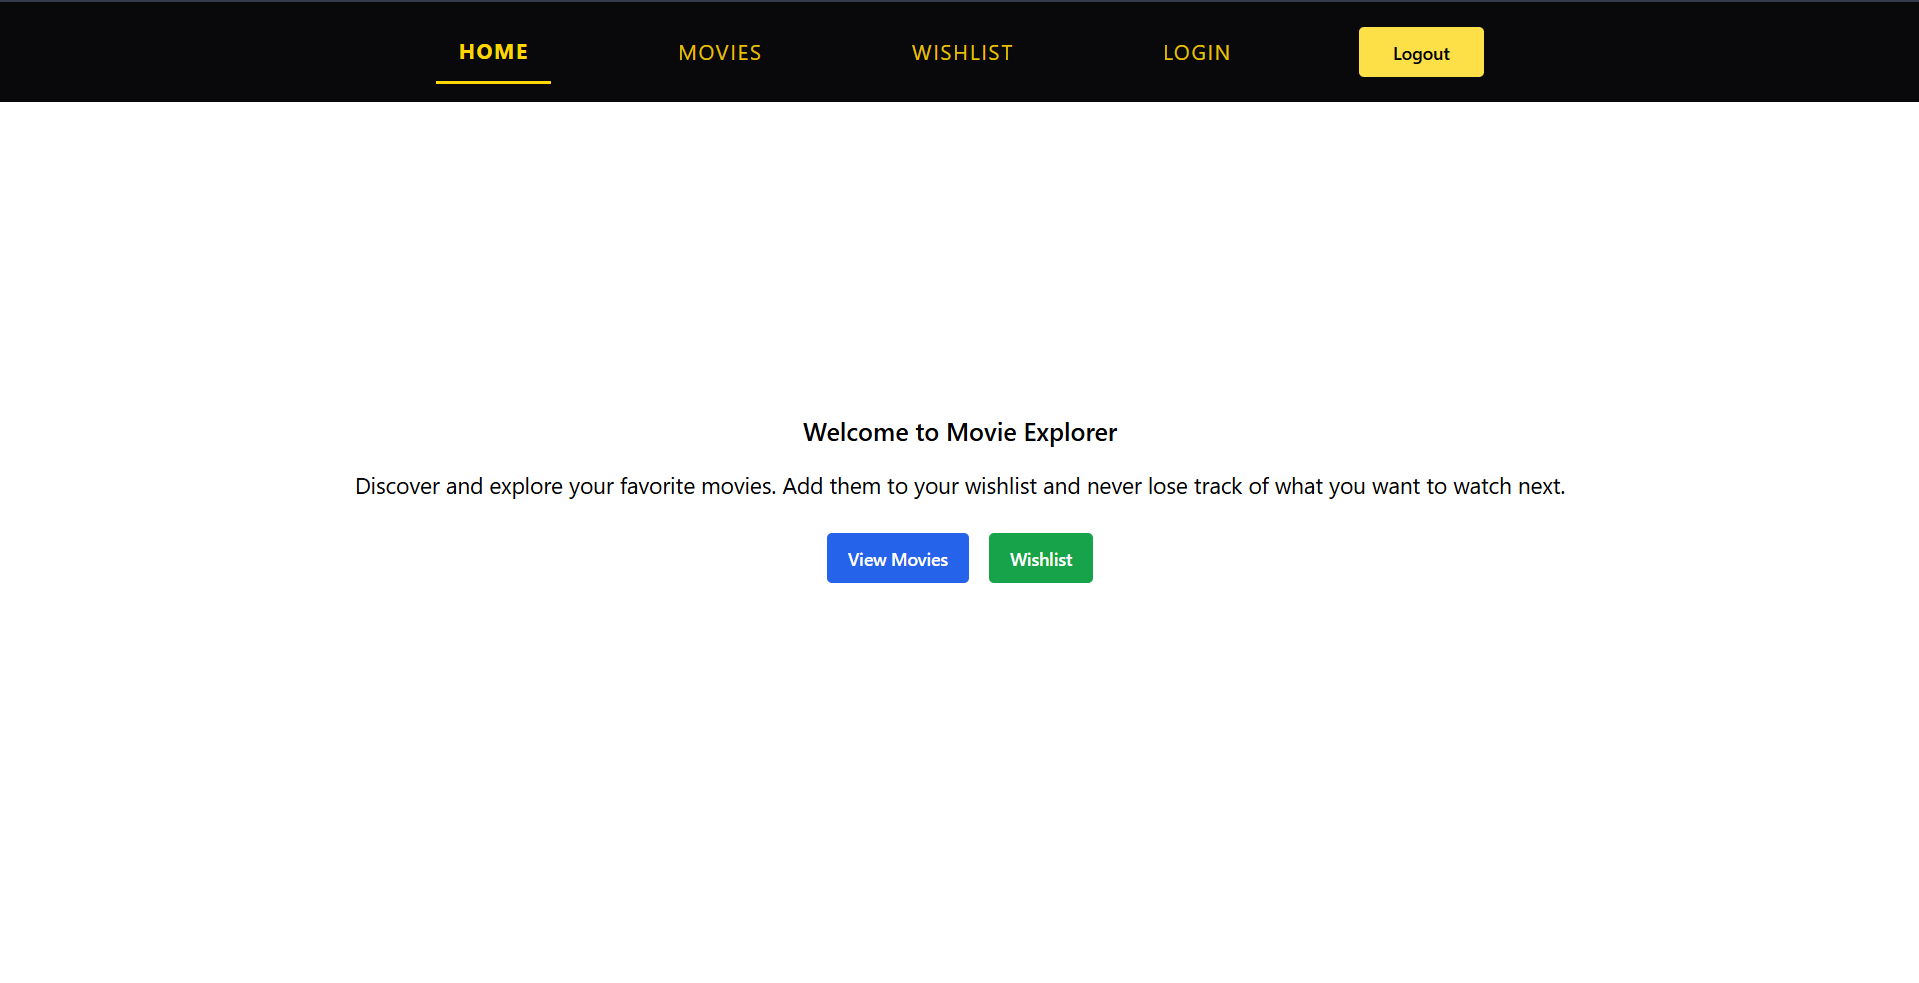 HOME MOVIES WISHLIST LOGIN Logout
Welcome to Movie Explorer
Discover and explore your favorite movies. Add them to your wishlist and never lose track of what you want to watch next.
View Movies Wishlist